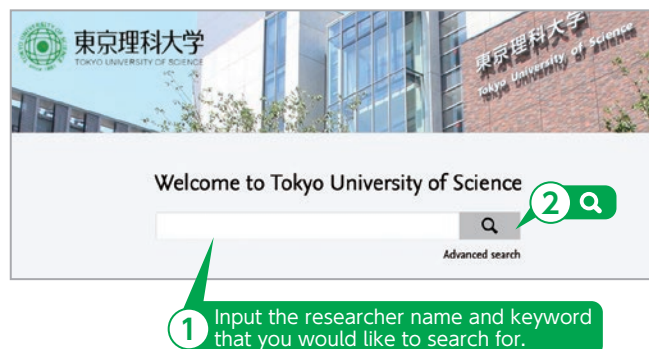 東京理科大学
TOKYO UNIVERSITY OF SCIENCE
東京理科大学
Tokyo University of Science
Welcome to Tokyo University of Science
2
Advanced search
1
Input the researcher name and keyword
that you would like to search for.